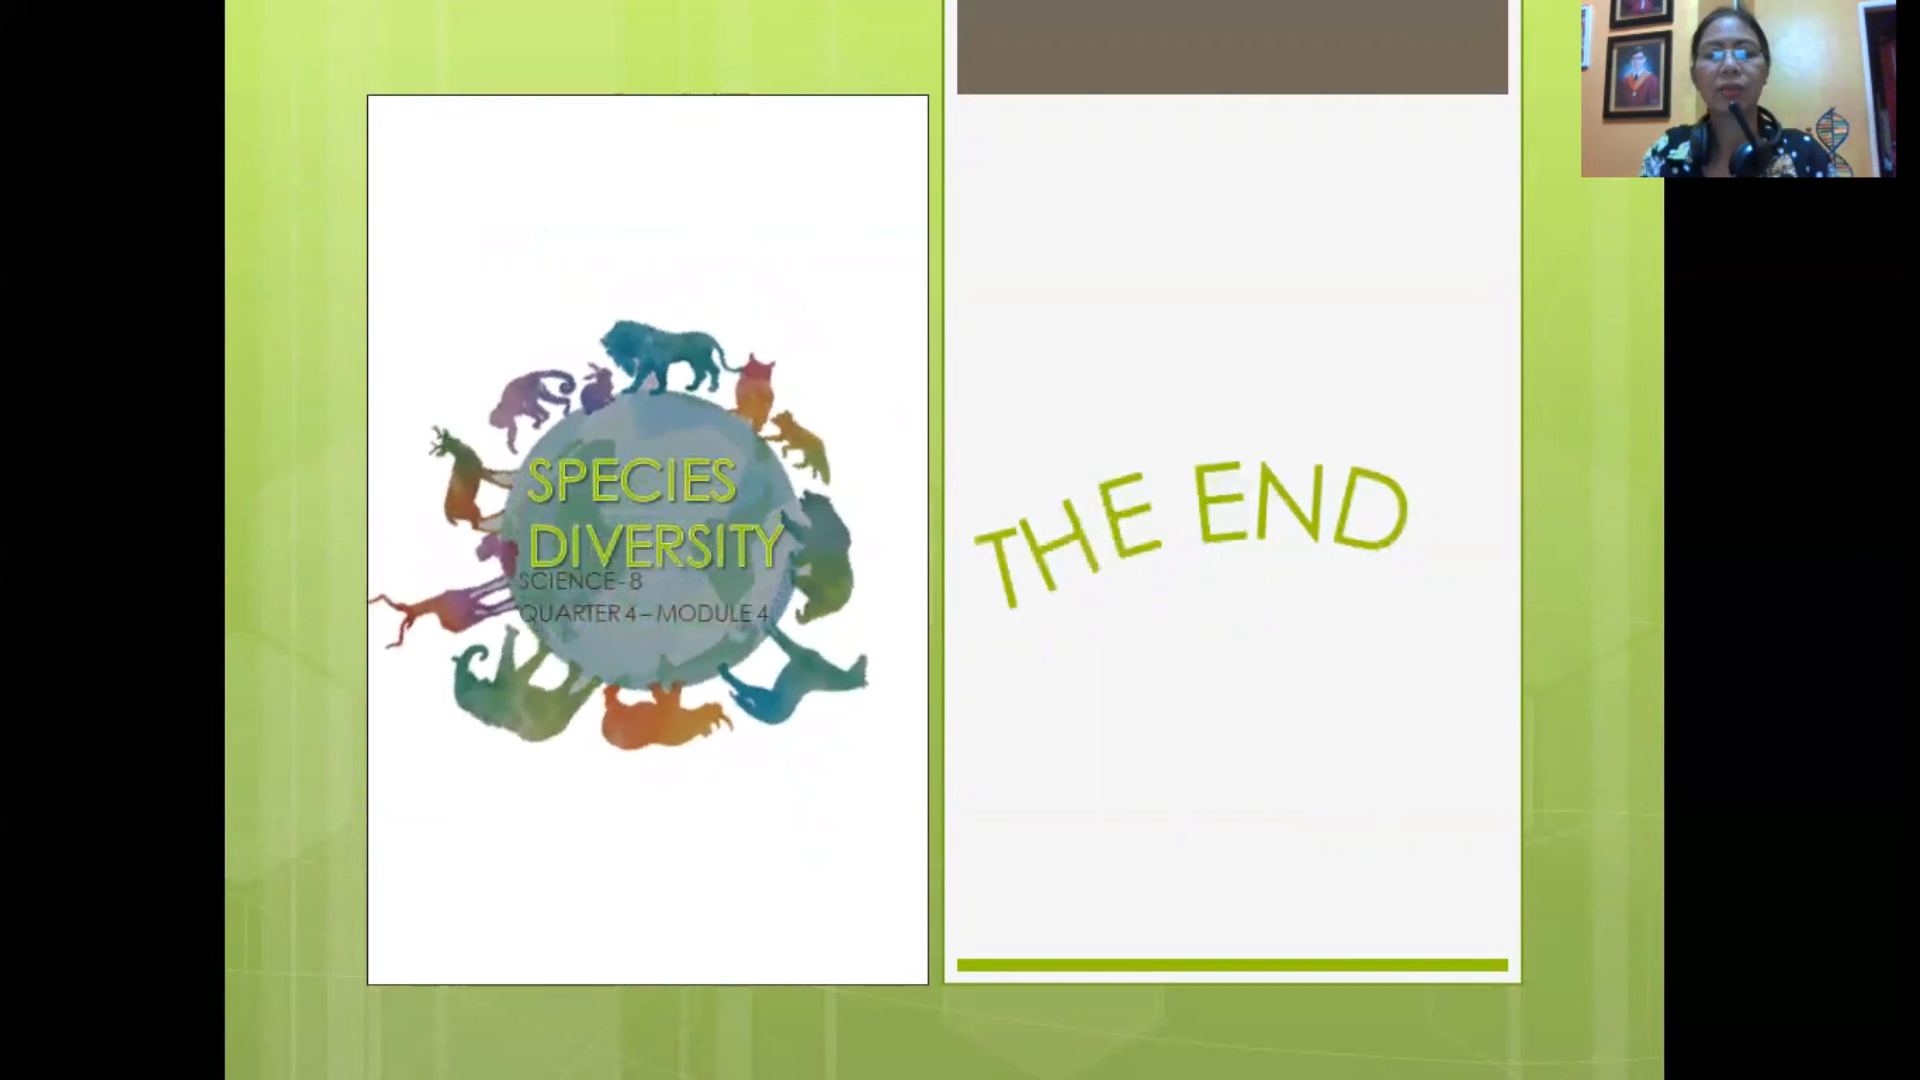 SPECIES
DIVERSITY
SCIENCE- 8
QUARTER 4 – MODULE 4
THE END